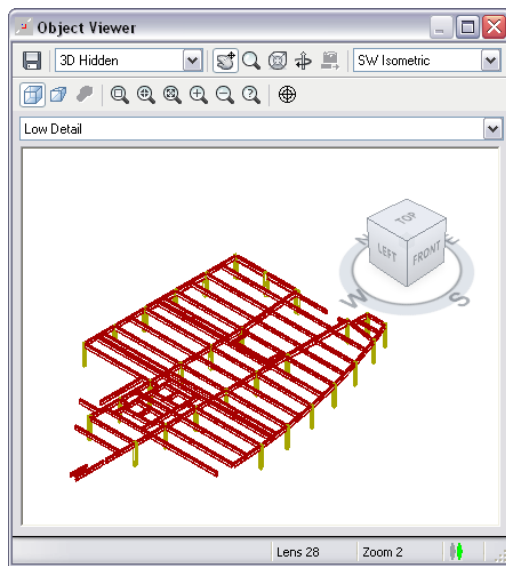 Object Viewer
3D Hidden
SW Isometric
Low Detail
TOP
LEFT
FRONT
W
S
Lens 28
Zoom 2